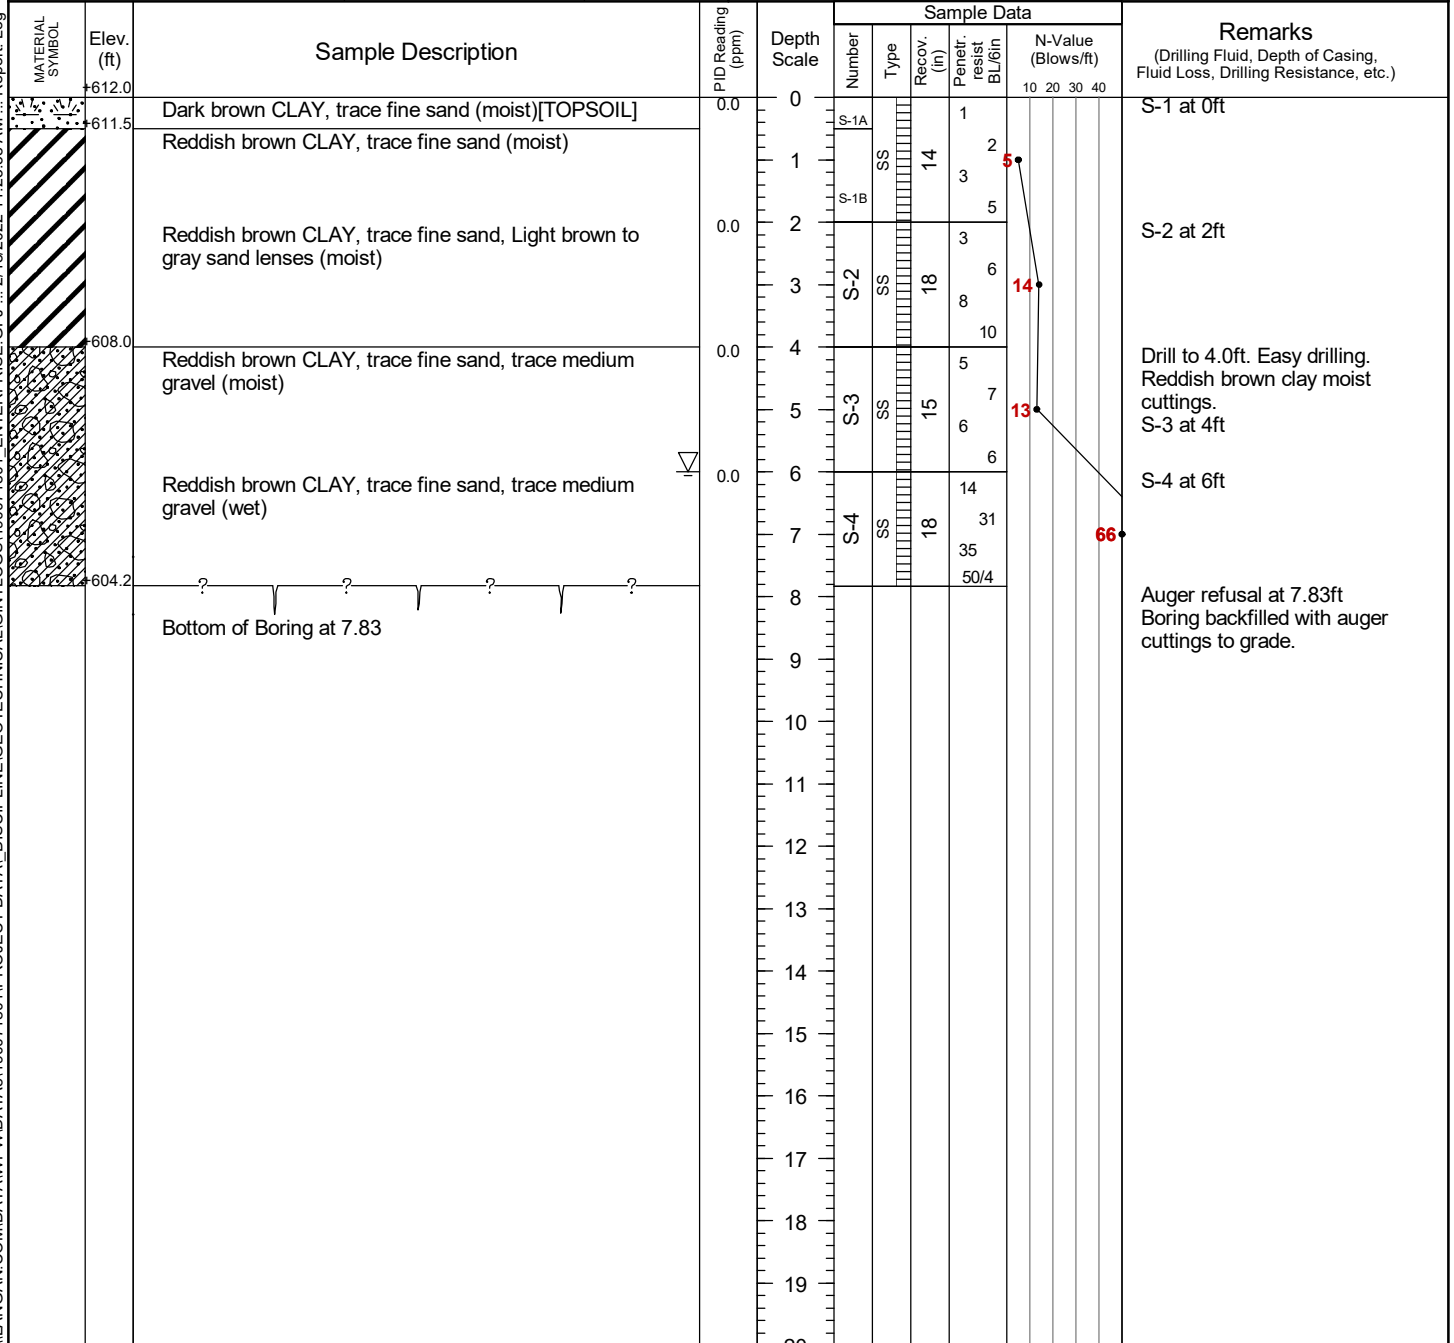 MATERIAL
SYMBOL
Elev.
(ft)
+612.0
Sample Description
PID Reading
(ppm)
Depth
Scale
Sample Data
Number
Type
Recov.
(in)
Penetr.
resist
BL/6in
N-Value
(Blows/ft)
10 20 30 40
Remarks
(Drilling Fluid, Depth of Casing,
Fluid Loss, Drilling Resistance, etc.)
Dark brown CLAY, trace fine sand (moist)[TOPSOIL]
+611.5
Reddish brown CLAY, trace fine sand (moist)
Reddish brown CLAY, trace fine sand, Light brown to
gray sand lenses (moist)
+608.0
Reddish brown CLAY, trace fine sand, trace medium
gravel (moist)
Reddish brown CLAY, trace fine sand, trace medium
gravel (wet)
+604.2
? ? ? ?
Bottom of Boring at 7.83
0.0
0.0
0.0
0.0
0
1
2
3
4
5
6
7
8
9
10
11
12
13
14
15
16
17
18
19
S-1A
S-1B
SS
14
1
2
3
5
5
S-2
SS
18
3
6
8
10
14
S-3
SS
15
5
7
6
6
13
S-4
SS
18
14
31
35
50/4
66
S-1 at 0ft
S-2 at 2ft
Drill to 4.0ft. Easy drilling.
Reddish brown clay moist
cuttings.
S-3 at 4ft
S-4 at 6ft
Auger refusal at 7.83ft
Boring backfilled with auger
cuttings to grade.